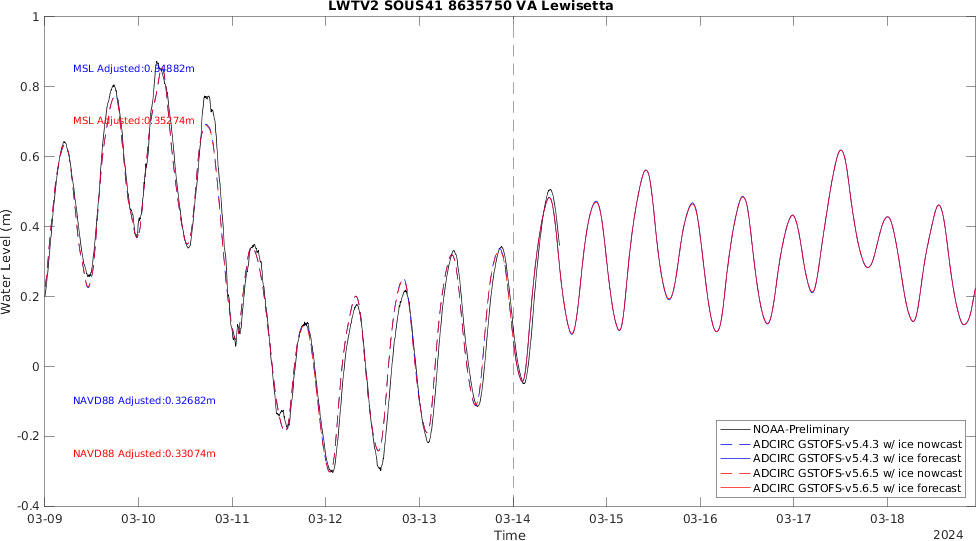 LWTV2 SOUS41 8635750 VA Lewisetta
1
0.8
0.6
0.4
0.2
0
-0.2
-0.4
Water Level (m)
MSL Adjusted:0.34882m
MSL Adjusted:0.35274m
NAVD88 Adjusted:0.32682m
NAVD88 Adjusted:0.33074m
NOAA-Preliminary
ADCIRC GSTOFS-v5.4.3 w/ ice nowcast
ADCIRC GSTOFS-v5.4.3 w/ ice forecast
ADCIRC GSTOFS-v5.6.5 w/ ice nowcast
ADCIRC GSTOFS-v5.6.5 w/ ice forecast
03-09 03-10 03-11 03-12 03-13 03-14 03-15 03-16 03-17 03-18
Time
2024